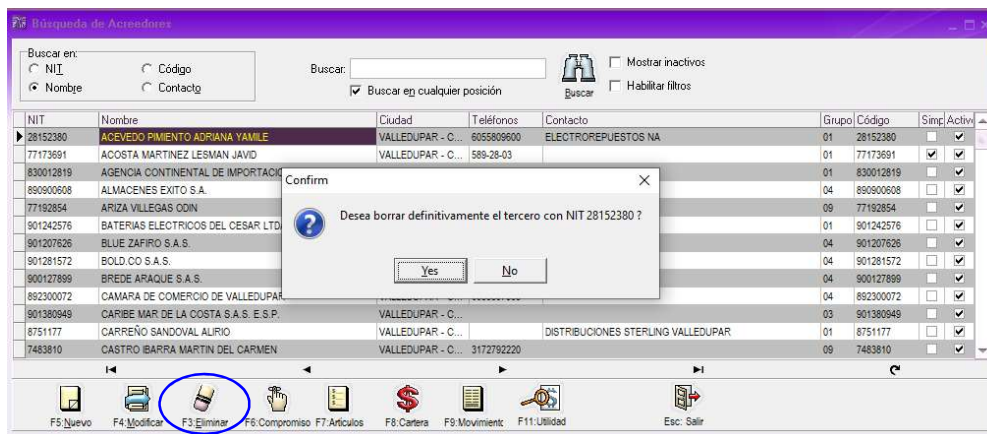 Búsqueda de Acreedores
Buscar en:
NIT
Código
Nombre
Contacto
Buscar:
Buscar en cualquier posición
Buscar
Mostrar inactivos
Habilitar filtros
NIT Nombre Ciudad Teléfonos Contacto Grupo Código Simp Activo
28152380 ACEVEDO PIMIENTO ADRIANA YAMILE VALLEDUPAR - C... 6055809600 ELECTROREPUESTOS NA 01 28152380
77173691 ACOSTA MARTINEZ LESMAN JAVID VALLEDUPAR - C... 589-28-03 01 77173691
830012819 AGENCIA CONTINENTAL DE IMPORTACIO 01 830012819
890900608 ALMACENES EXITO S.A. 04 890900608
77192854 ARIZA VILLEGAS ODIN 09 77192854
901242576 BATERIAS ELECTRICOS DEL CESAR LTDA 01 901242576
901207626 BLUE ZAFIRO S.A.S. 04 901207626
901281572 BOLD.CO S.A.S. 04 901281572
900127899 BREDE ARAQUE S.A.S. 04 900127899
892300072 CAMARA DE COMERCIO DE VALLEDUPAR 04 892300072
901380949 CARIBE MAR DE LA COSTA S.A.S. E.S.P. VALLEDUPAR - C... 03 901380949
8751177 CARREÑO SANDOVAL ALIRIO VALLEDUPAR - C... DISTRIBUCIONES STERLING VALLEDUPAR 01 8751177
7483810 CASTRO IBARRA MARTIN DEL CARMEN VALLEDUPAR - C... 3172792220 09 7483810
Confirm
Desea borrar definitivamente el tercero con NIT 28152380 ?
Yes No
F5:Nuevo F4:Modificar F3:Eliminar F6:Compromiso F7:Articulos F8:Cartera F9:Movimientc F11:Utilidad Esc: Salir